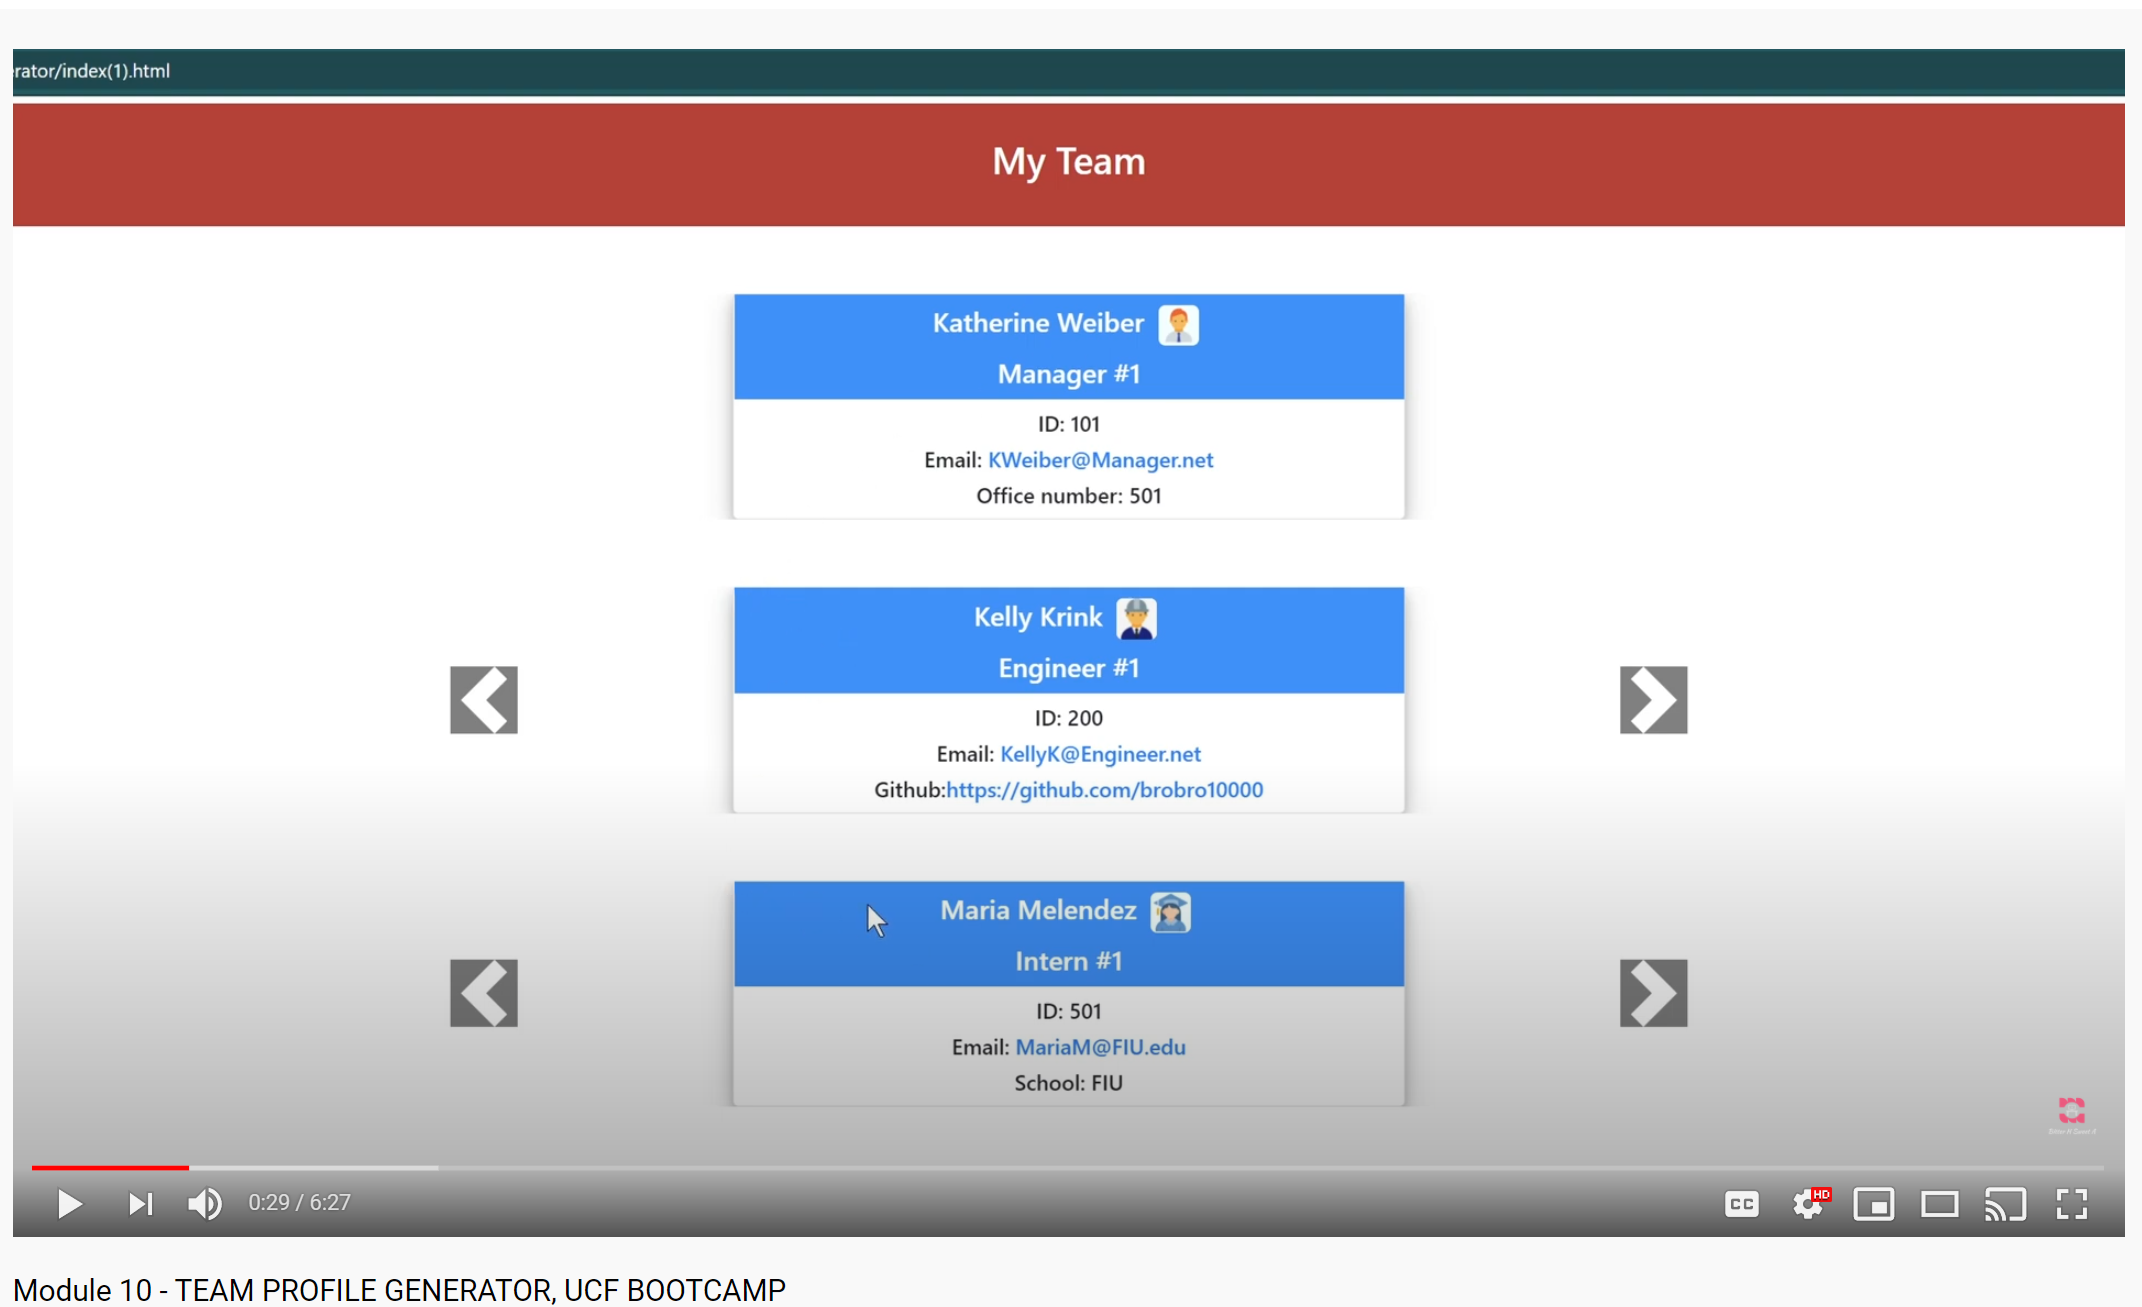 rator/index(1).html
My Team
Katherine Weiber
Manager #1
ID: 101
Email: KWeiber@Manager.net
Office number: 501
Kelly Krink
Engineer #1
ID: 200
Email: KellyK@Engineer.net
Github:https://github.com/brobro10000
Maria Melendez
Intern #1
ID: 501
Email: MariaM@FIU.edu
School: FIU
0:29 / 6:27
CC
HD
Module 10 - TEAM PROFILE GENERATOR, UCF BOOTCAMP